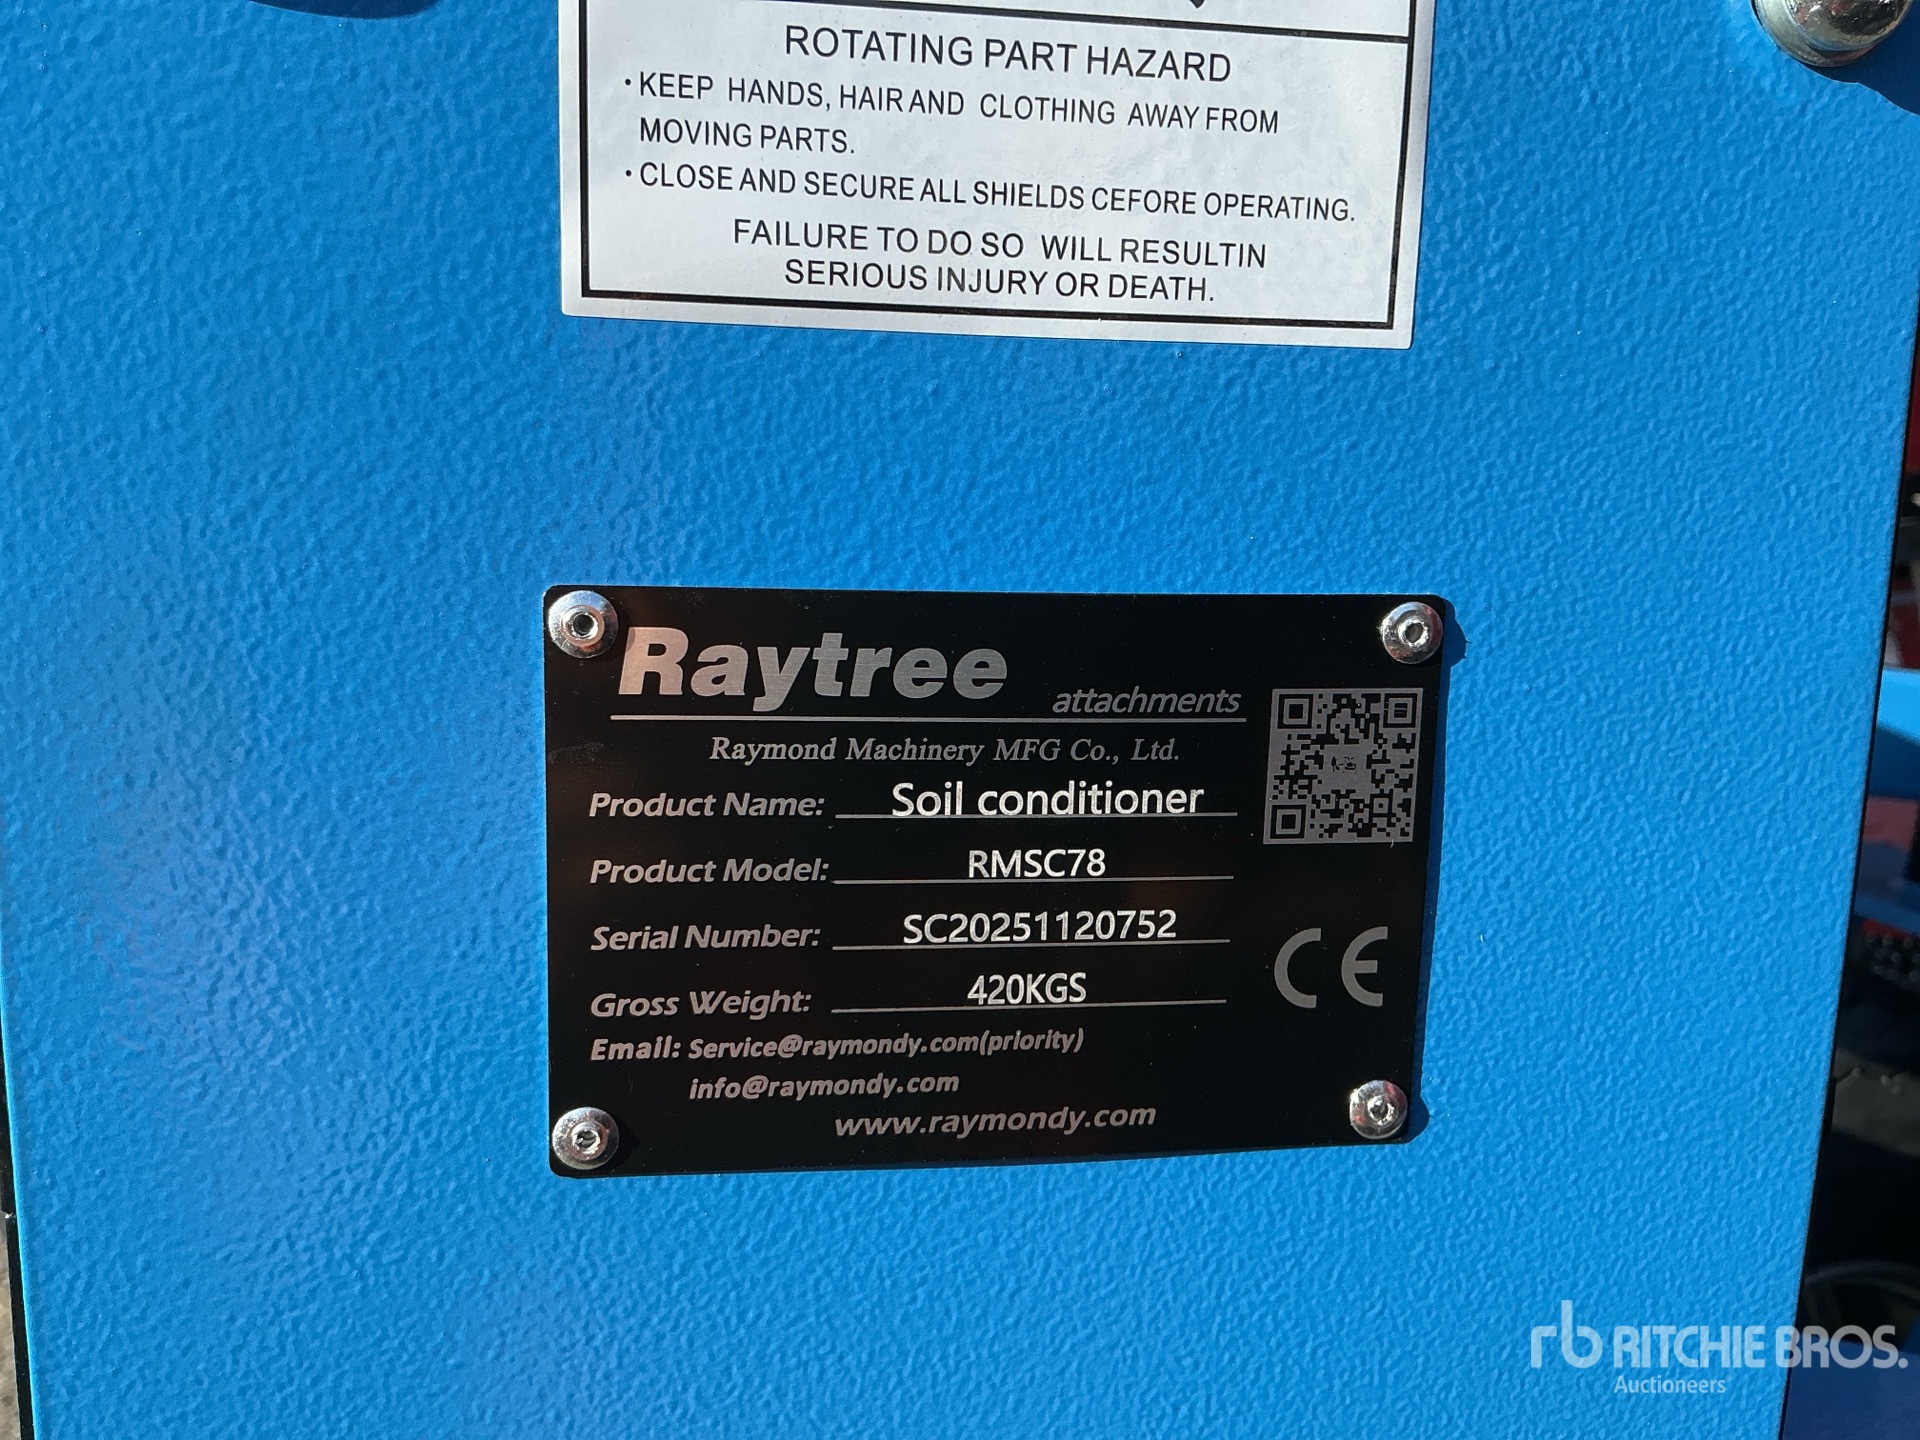 ROTATING PART HAZARD
·KEEP HANDS, HAIR AND CLOTHING AWAY FROM
MOVING PARTS.
·CLOSE AND SECURE ALL SHIELDS CEFORE OPERATING.
FAILURE TO DO SO WILL RESULTIN
SERIOUS INJURY OR DEATH.
Raytree
attachments
Raymond Machinery MFG Co., Ltd.
Product Name: Soil conditioner
Product Model: RMSC78
Serial Number: SC20251120752
Gross Weight: 420KGS
CE
Email: Service@raymondy.com(priority)
info@raymondy.com
www.raymondy.com
rb RITCHIE BROS.
Auctioneers